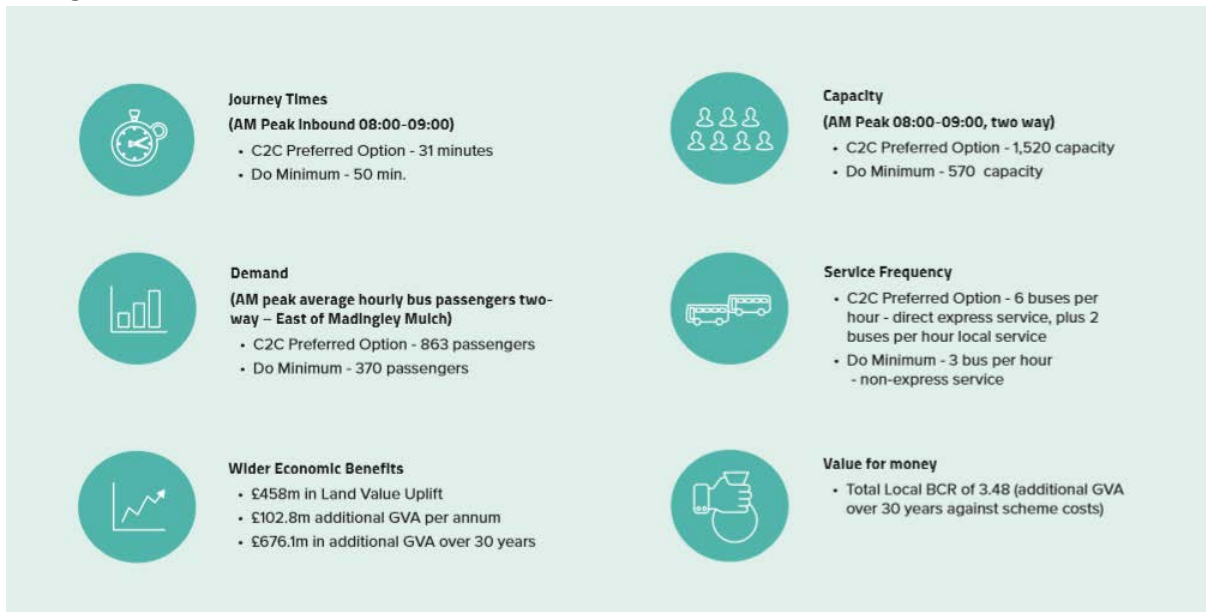 Journey Times
(AM Peak Inbound 08:00-09:00)
• C2C Preferred Option - 31 minutes
• Do Minimum - 50 min.
Capacity
(AM Peak 08:00-09:00, two way)
• C2C Preferred Option - 1,520 capacity
• Do Minimum - 570 capacity
Demand
(AM peak average hourly bus passengers two-
way – East of Madingley Mulch)
• C2C Preferred Option - 863 passengers
• Do Minimum - 370 passengers
Service Frequency
• C2C Preferred Option - 6 buses per
hour - direct express service, plus 2
buses per hour local service
• Do Minimum - 3 bus per hour
- non-express service
Wider Economic Benefits
• £458m in Land Value Uplift
• £102.8m additional GVA per annum
• £676.1m in additional GVA over 30 years
Value for money
• Total Local BCR of 3.48 (additional GVA
over 30 years against scheme costs)